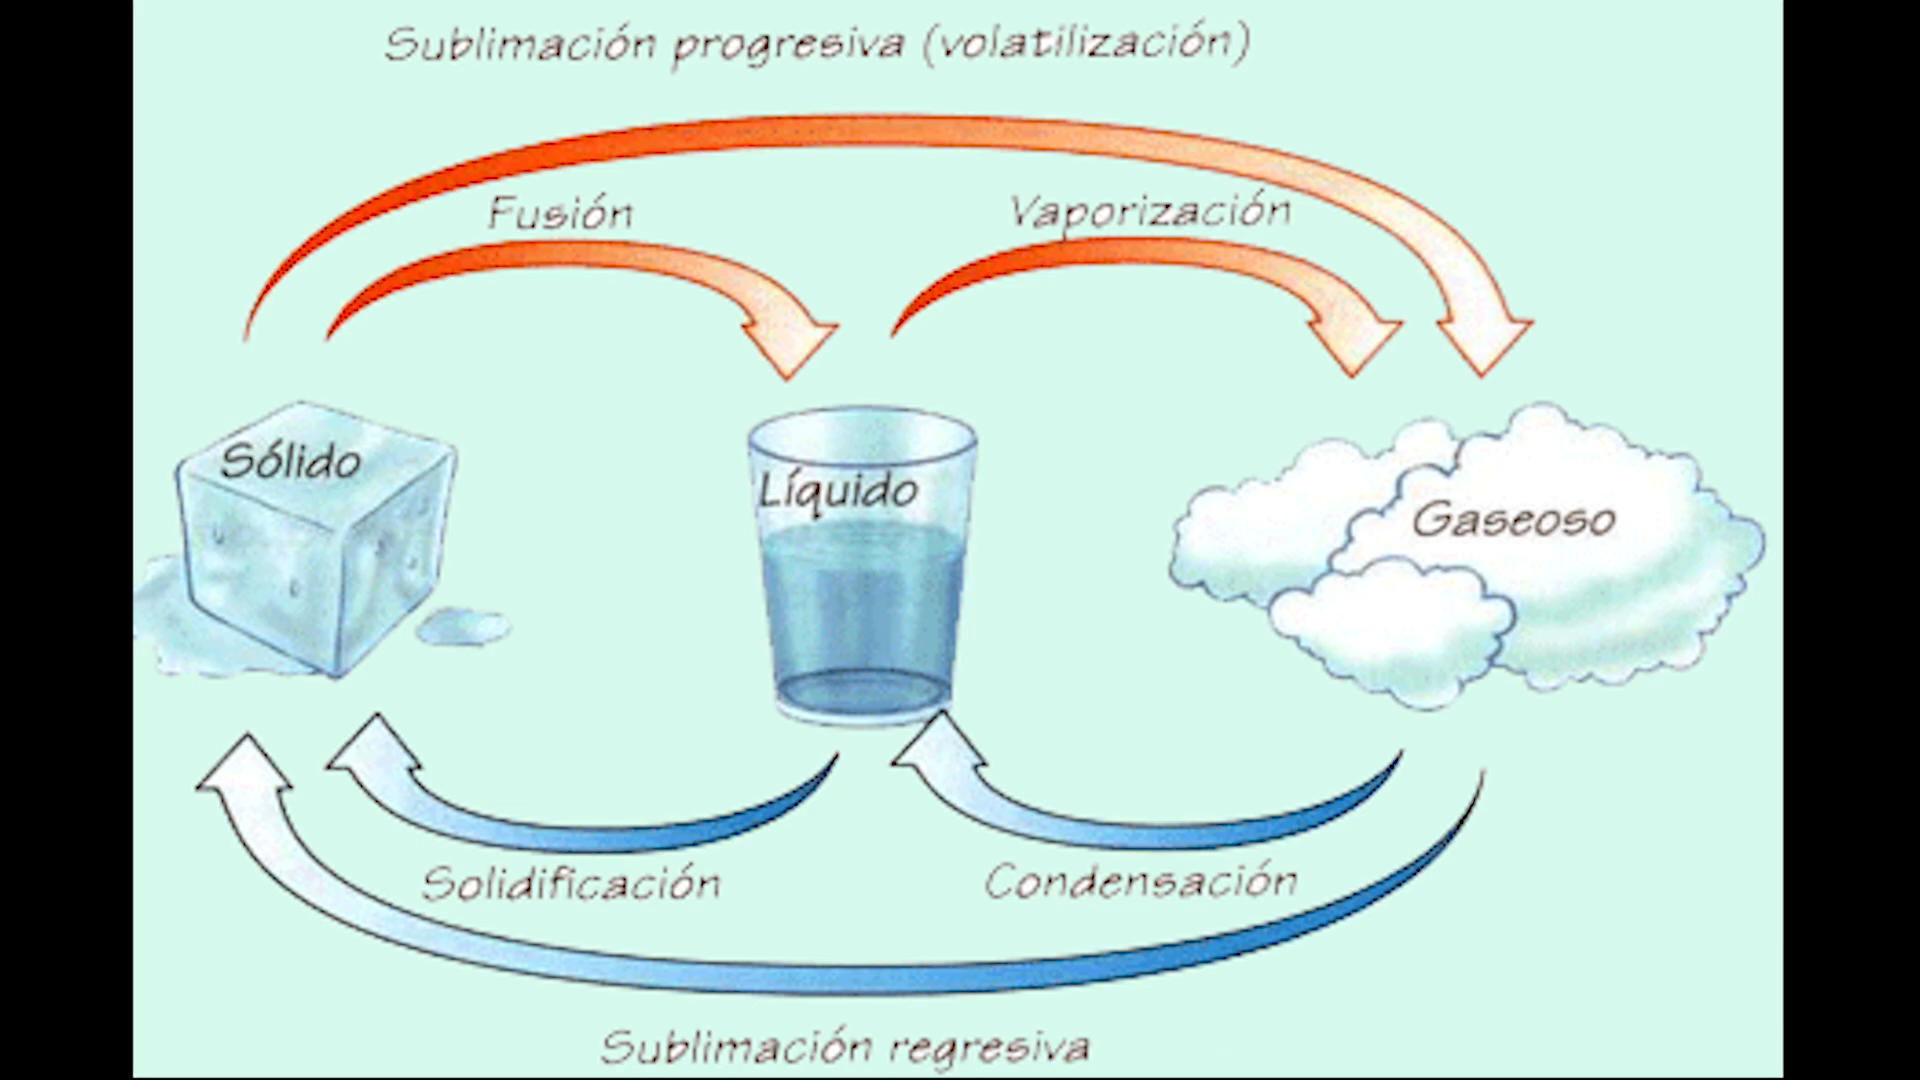 Sublimación progresiva (volatilización)
Fusión
Vaporización
Sólido
Líquido
Gaseoso
Solidificación
Condensación
Sublimación regresiva